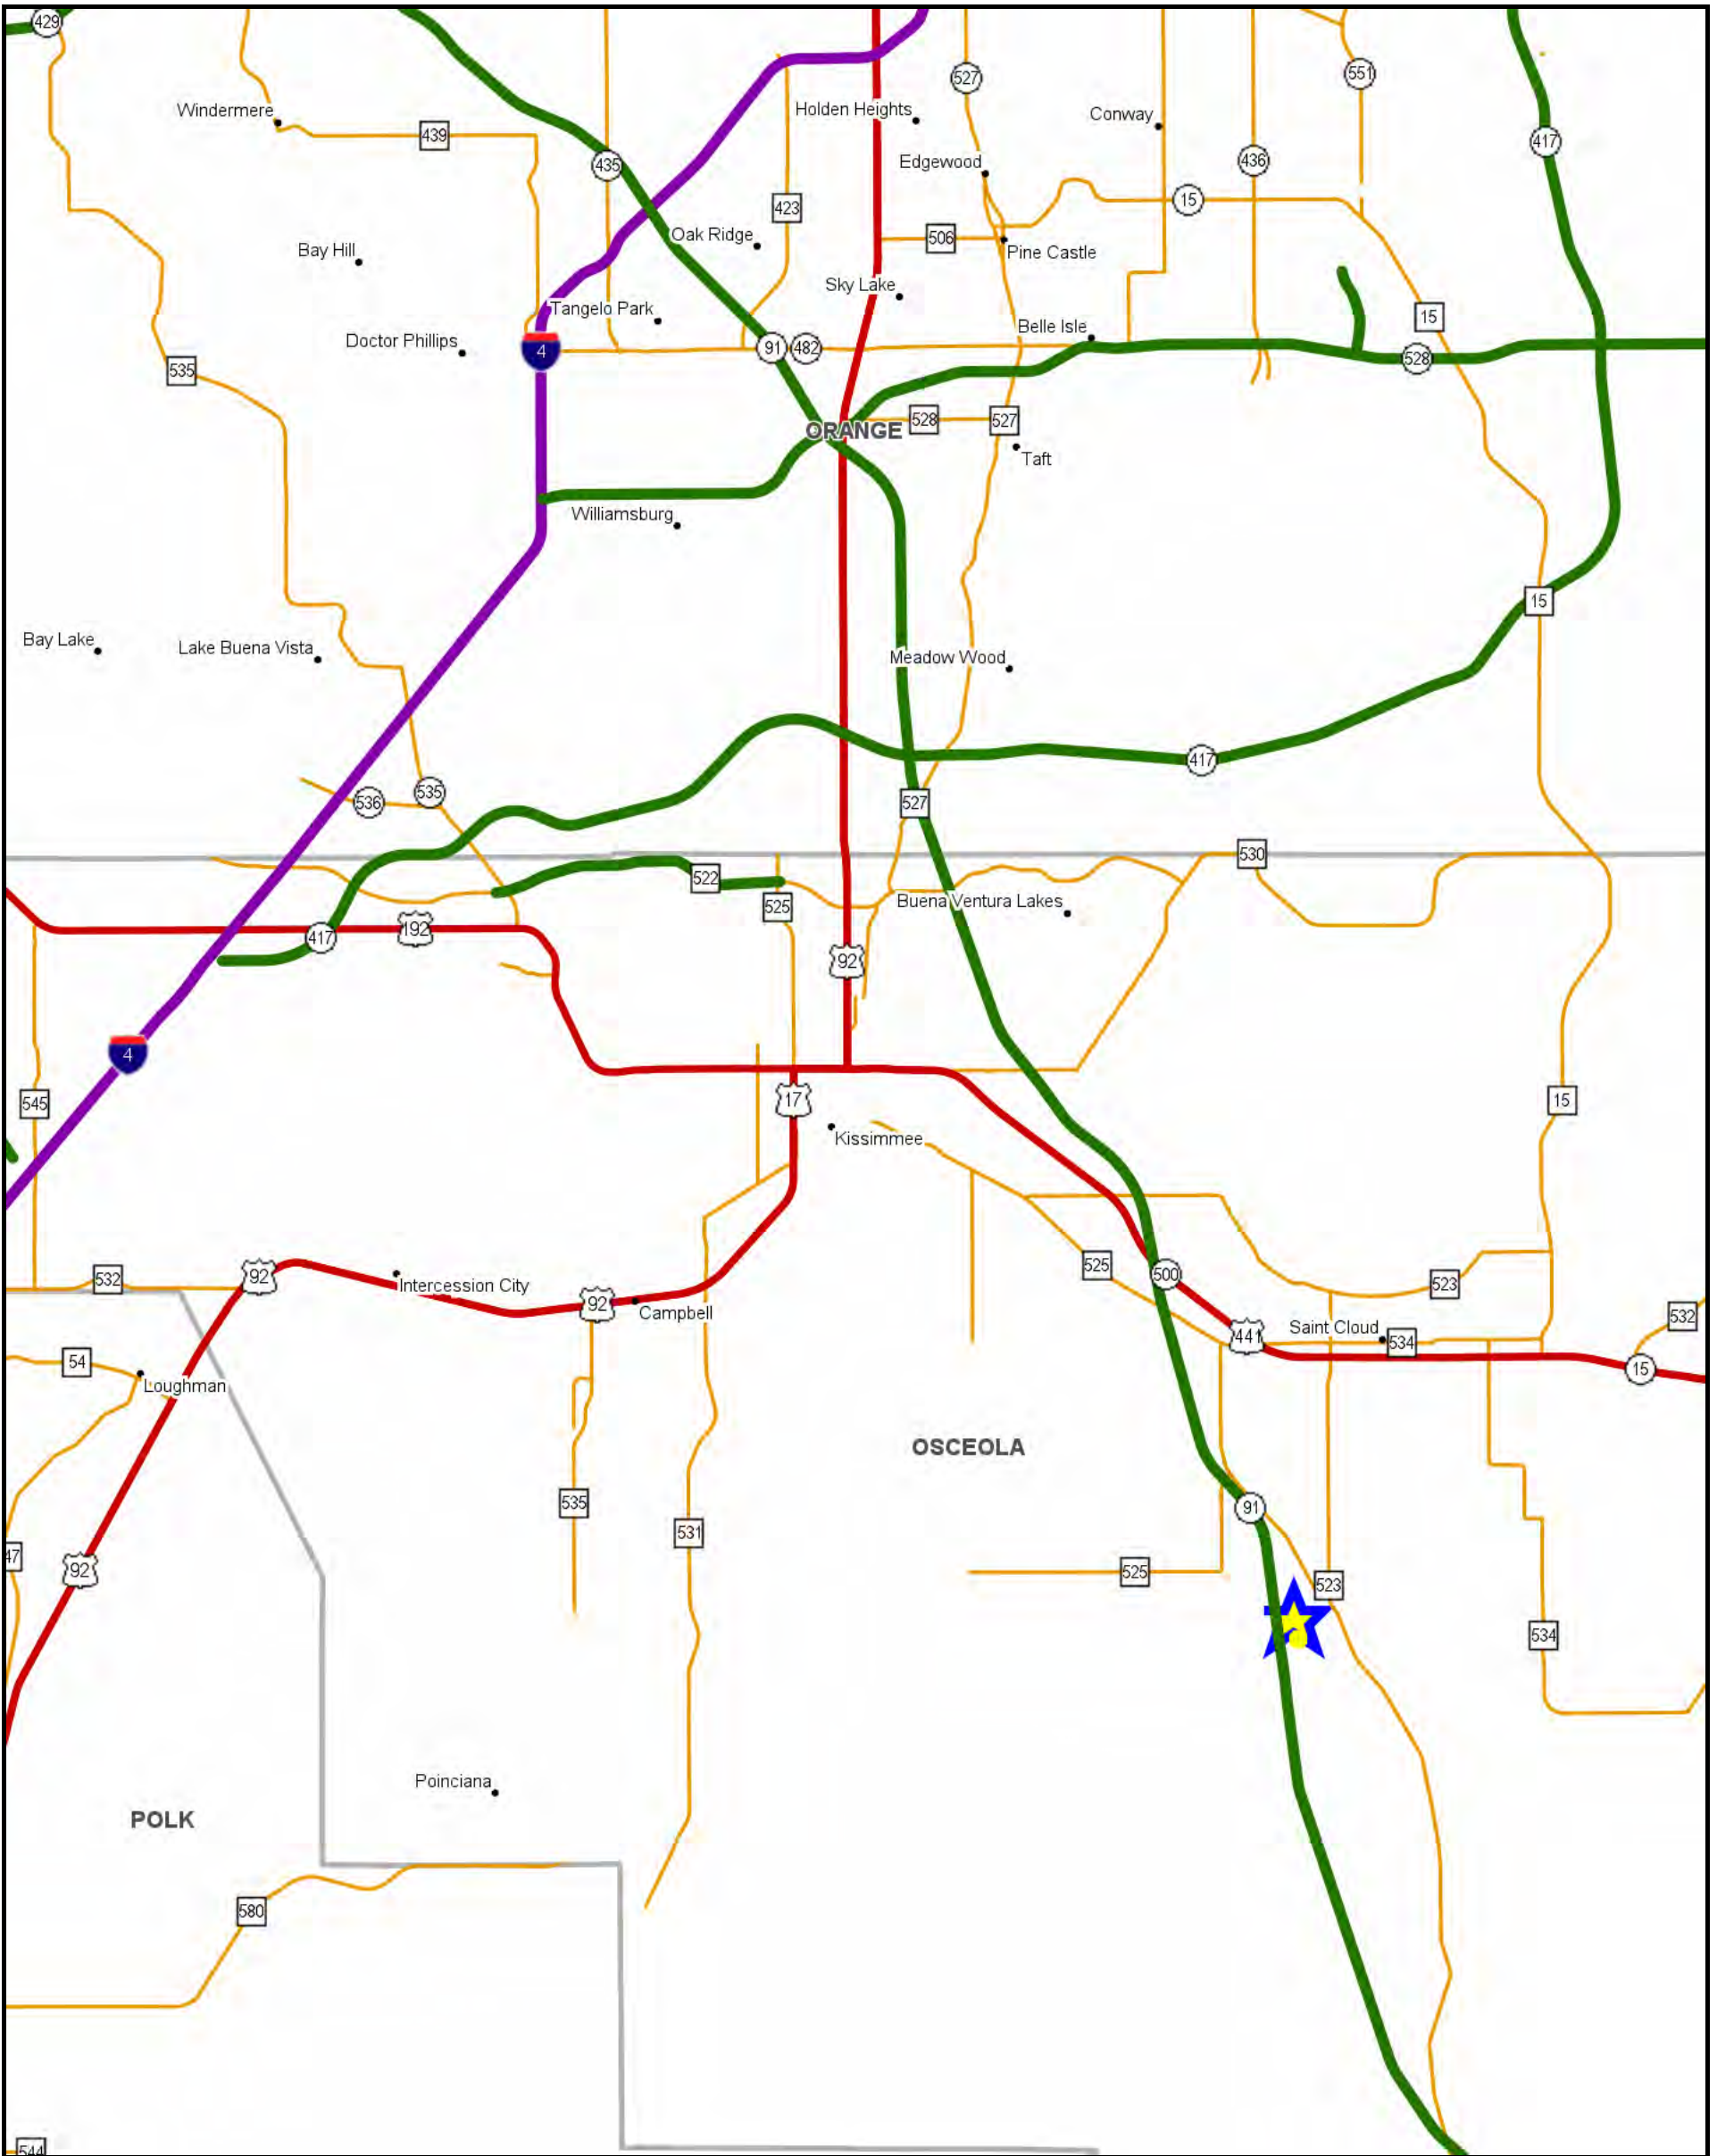 429
Windermere
439
435
Holden Heights
527
Conway
551
417
Edgewood
436
423
15
Oak Ridge
506
Pine Castle
Bay Hill
Sky Lake
Tangelo Park
15
Belle Isle
Doctor Phillips
4
91
482
528
535
528
527
ORANGE
Taft
Williamsburg
15
Bay Lake
Lake Buena Vista
Meadow Wood
417
536
535
527
530
522
525
Buena Ventura Lakes
417
192
92
4
545
17
15
Kissimmee
525
500
532
92
Intercession City
92
Campbell
523
532
441
Saint Cloud
534
54
15
Loughman
OSCEOLA
535
531
91
47
92
525
523
534
Poinciana
POLK
580
544